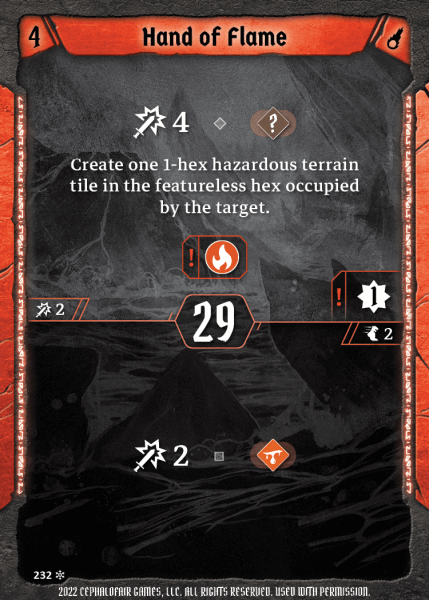 4
Hand of Flame
4
?
Create one 1-hex hazardous terrain
tile in the featureless hex occupied
by the target.
!
! 1
2
29
2
2
232
2022 CEPHALOFAIR GAMES, LLC. ALL RIGHTS RESERVED. USED WITH PERMISSION.